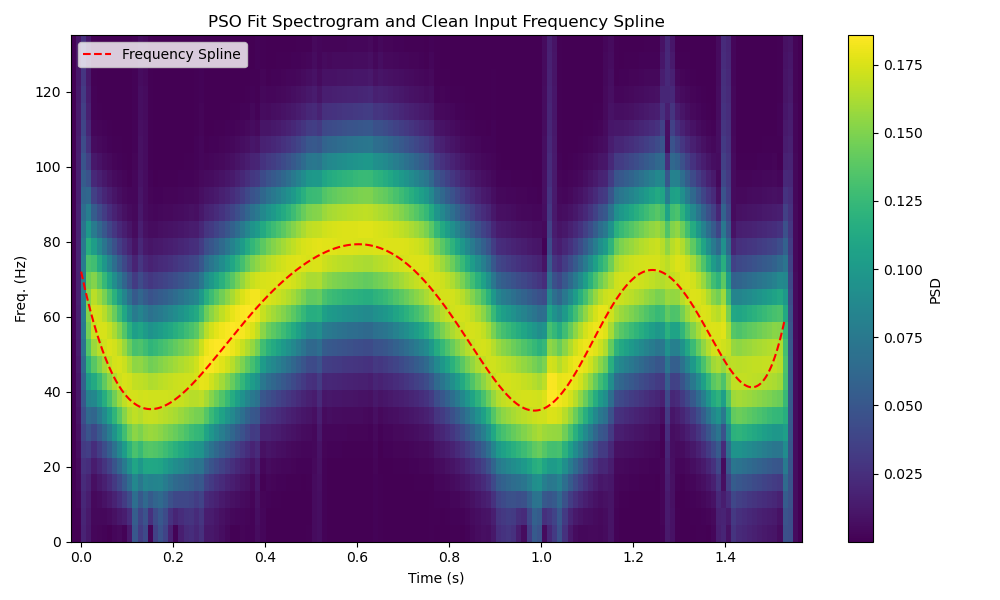 PSO Fit Spectrogram and Clean Input Frequency Spline
Frequency Spline
Freq. (Hz)
120
100
80
60
40
20
0
0.0 0.2 0.4 0.6 0.8 1.0 1.2 1.4
Time (s)
0.175
0.150
0.125
0.100
0.075
0.050
0.025
PSD